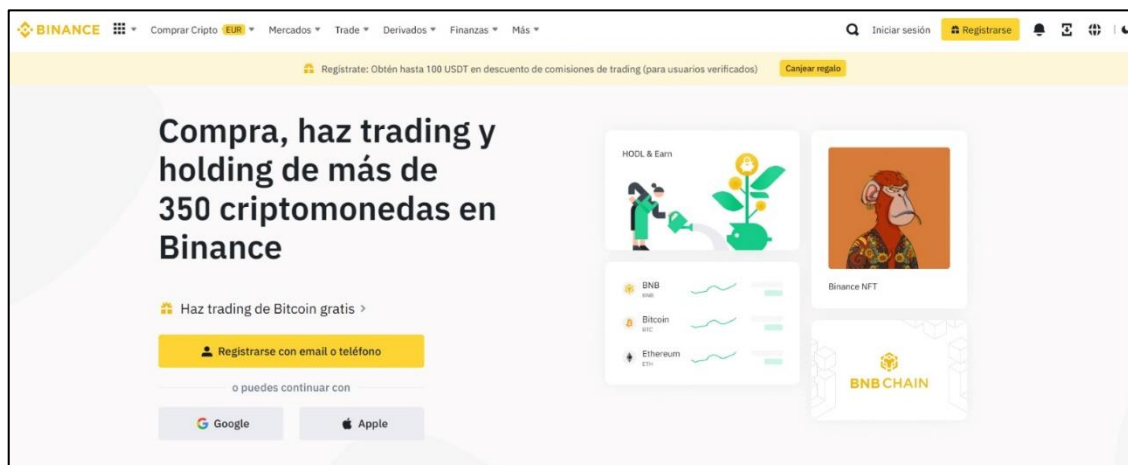 BINANCE Comprar Cripto EUR Mercados Trade Derivados Finanzas Más Iniciar sesión Registrarse
Regístrate: Obtén hasta 100 USDT en descuento de comisiones de trading (para usuarios verificados) Canjear regalo
Compra, haz trading y
holding de más de
350 criptomonedas en
Binance
Haz trading de Bitcoin gratis >
Registrarse con email o teléfono
o puedes continuar con
Google Apple
HODL & Earn
BNB
BNB
Bitcoin
BTC
Ethereum
ETH
Binance NFT
BNB CHAIN